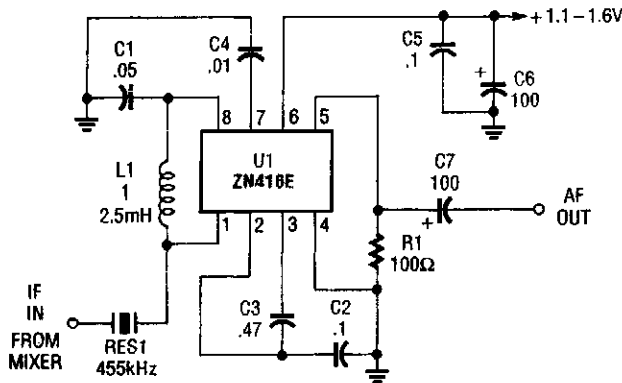 +1.1–1.6V
C1
.05
C4
.01
C5
.1
C6
100
+
8
7
6
5
U1
ZN416E
1
2
3
4
L1
1
2.5mH
C7
100
+
AF
OUT
R1
100Ω
IF
IN
FROM
MIXER
RES1
455kHz
C3
.47
C2
.1